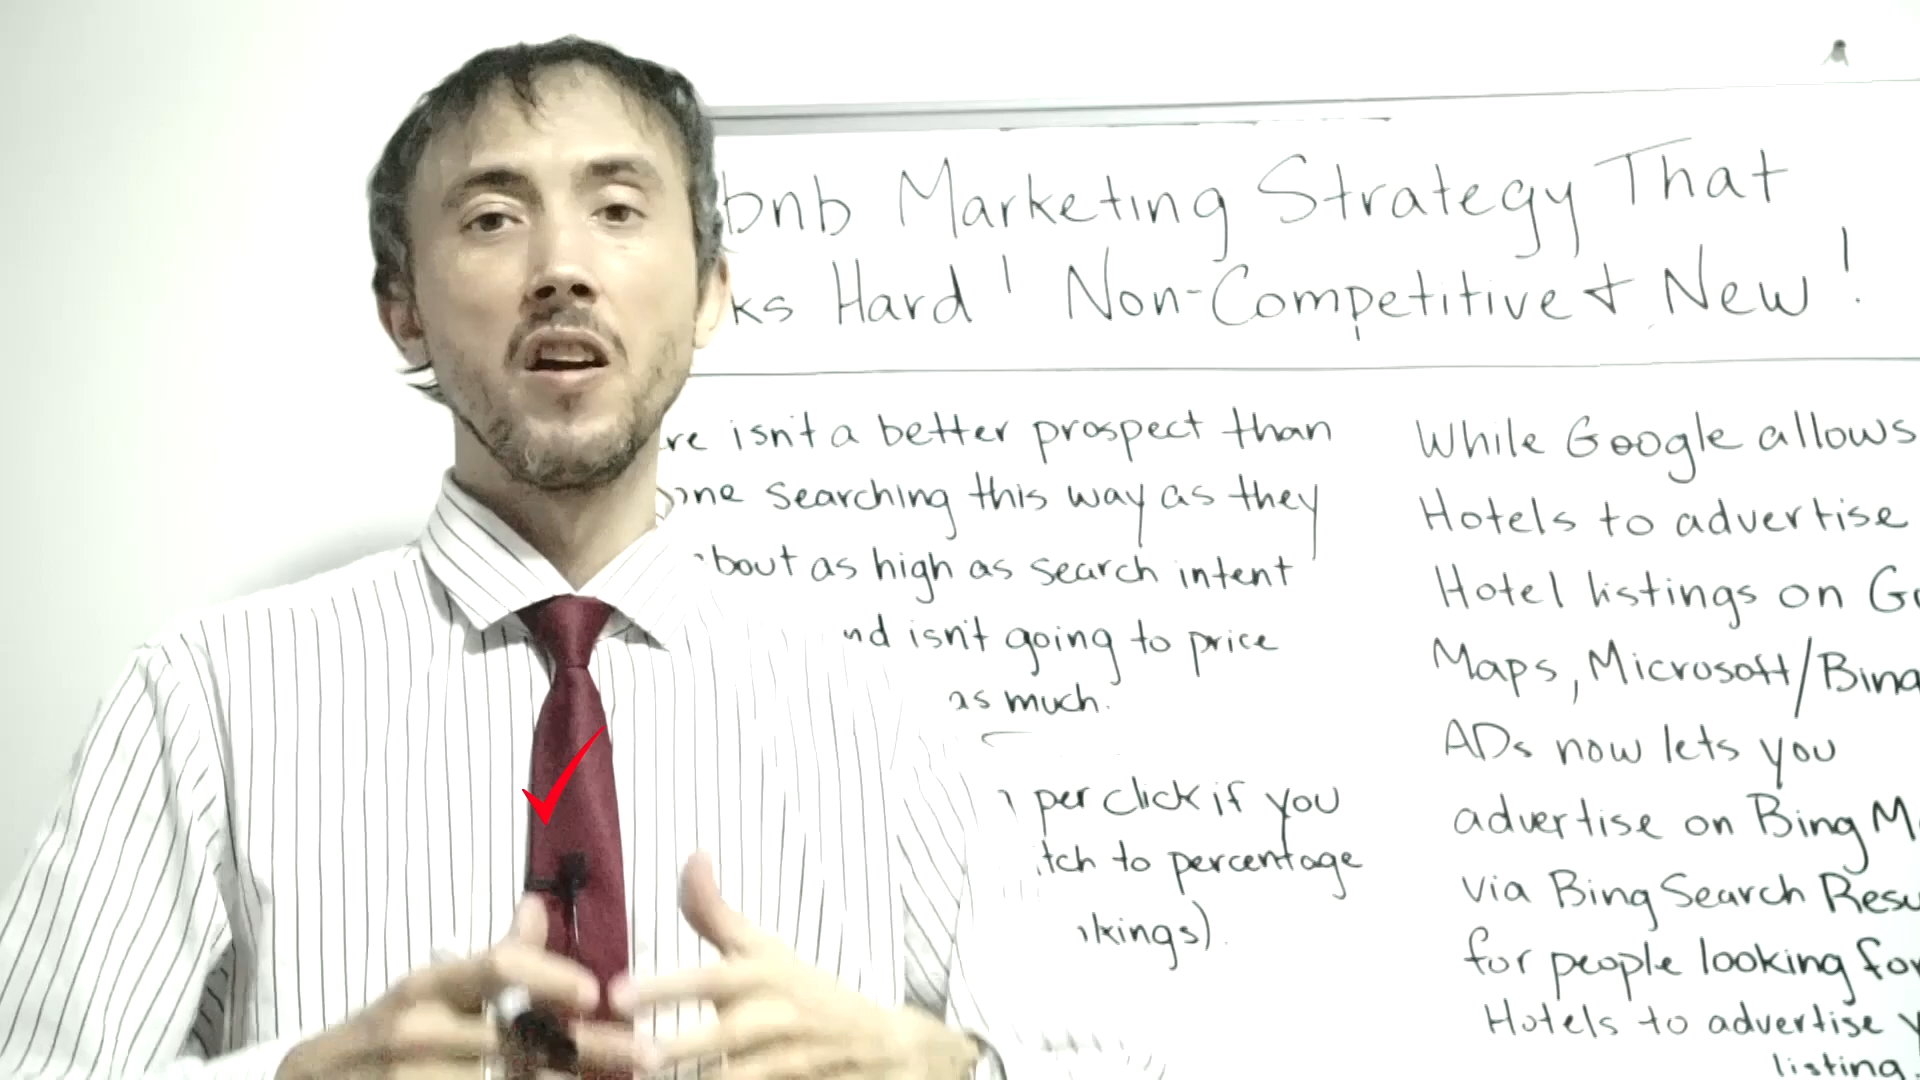 bnb Marketing Strategy That
ks Hard! Non-Competitive & New!
re isn't a better prospect than
one searching this way as they
bout as high as search intent
nd isn't going to price
as much.
per click if you
tch to percentage
kings).
While Google allows
Hotels to advertise
Hotel listings on G
Maps, Microsoft/Bing
ADs now lets you
advertise on Bing M
via Bing Search Resu
for people looking for
Hotels to advertise y
listing.